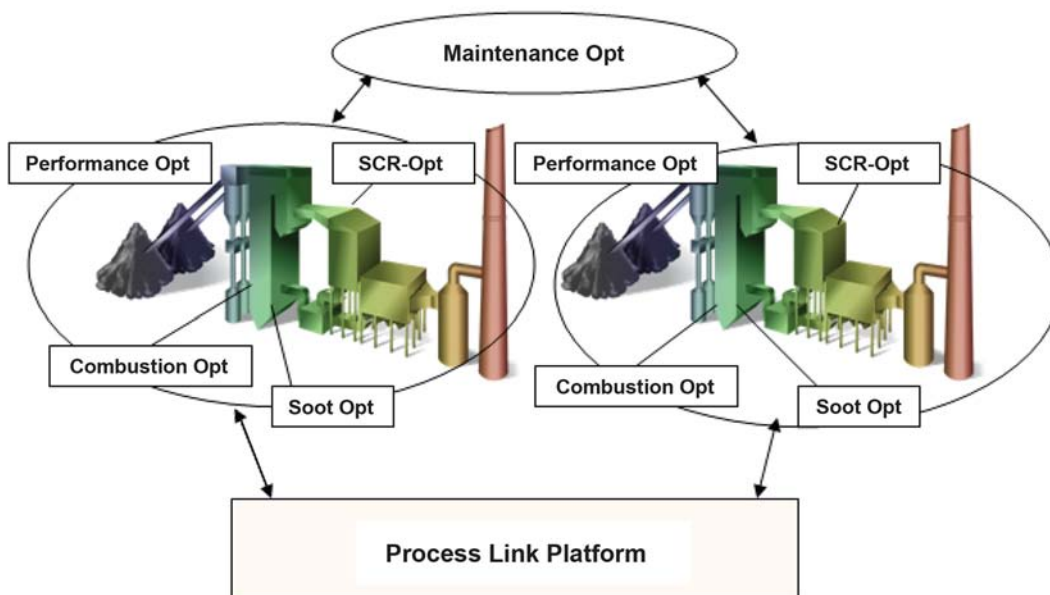 Maintenance Opt
Performance Opt
SCR-Opt
Performance Opt
SCR-Opt
Combustion Opt
Soot Opt
Combustion Opt
Soot Opt
Process Link Platform